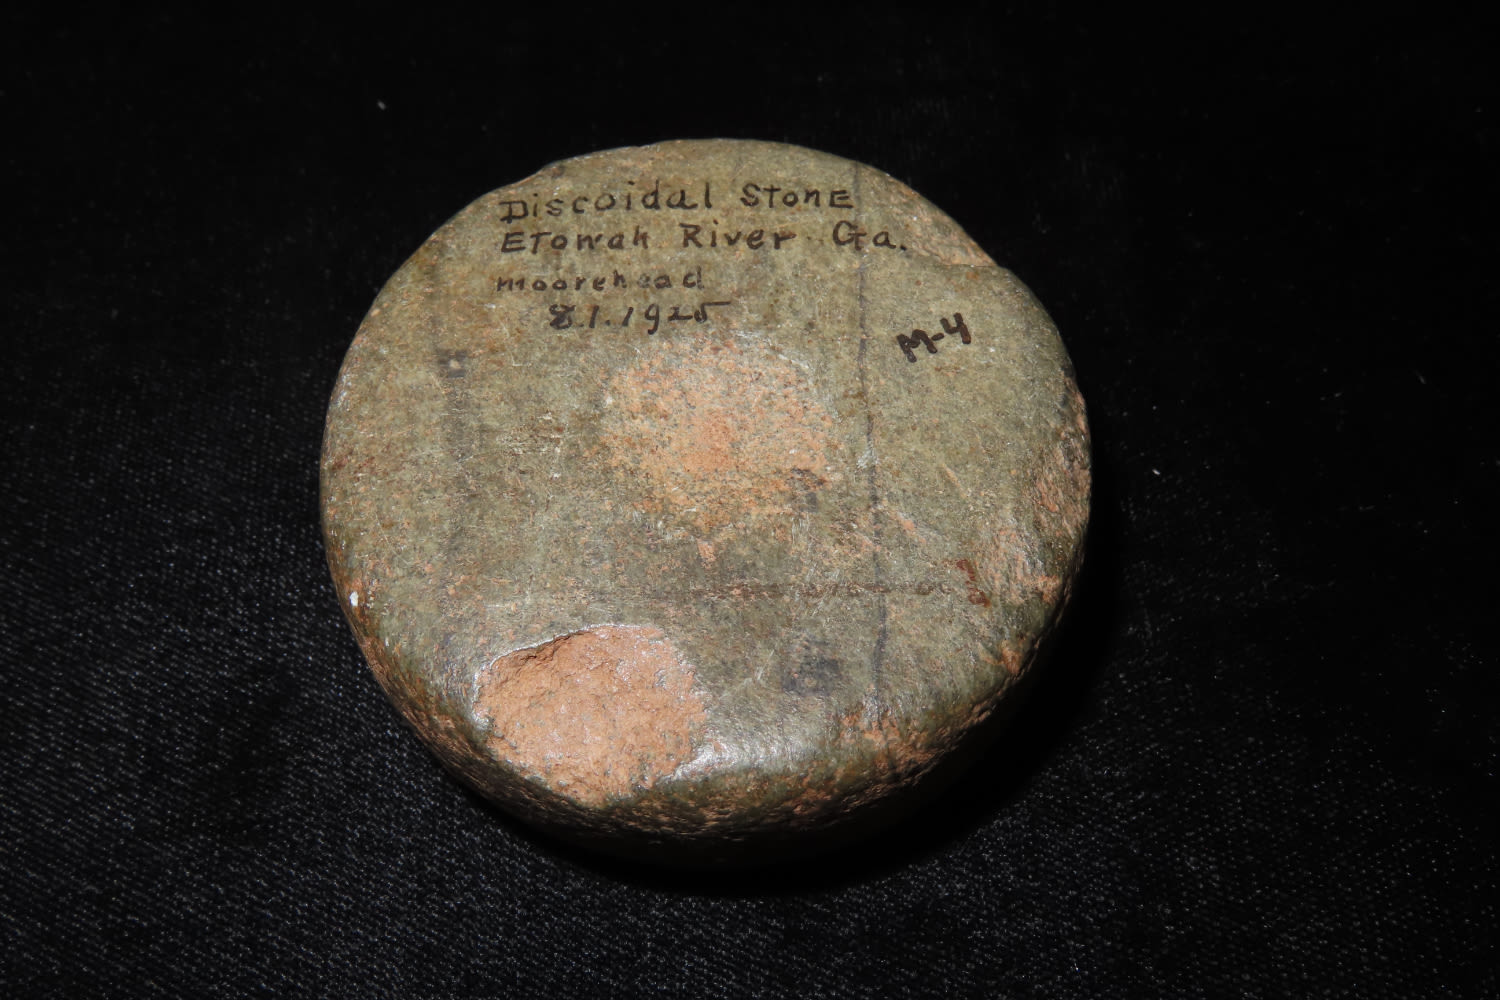 Discoidal Stone
Etowah River Ga.
moorehead
8.1.1925
M-4